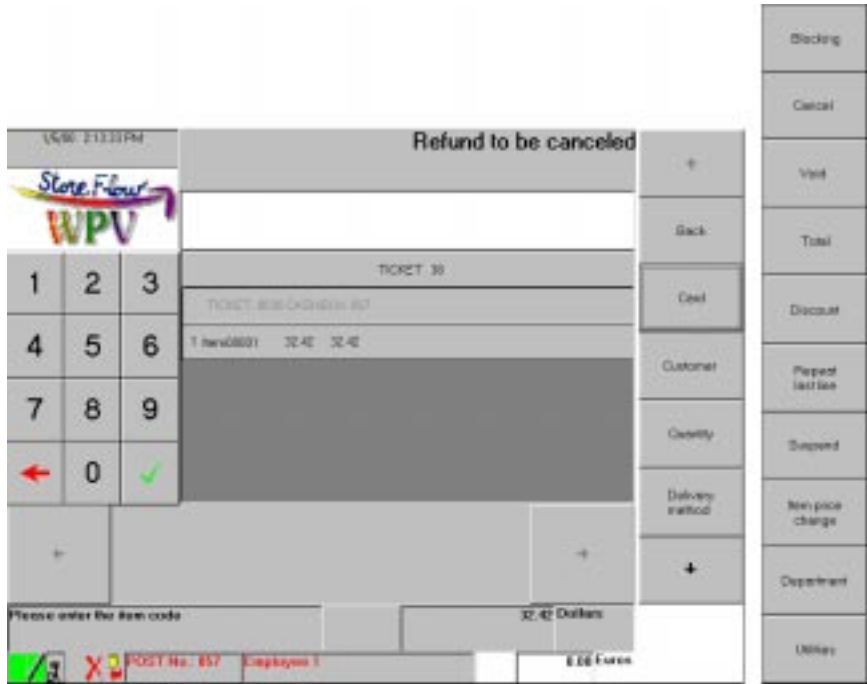 Refund to be canceled
Store.Flow
WPV
TICKET 38
1 Item00001 32.42 32.42
1 2 3
4 5 6
7 8 9
0
Back
Card
Customer
Quantity
Delivery
method
Please enter the item code
32.42 Dollars
POST No.: 857 Employee 1
0.00 Euros
Blocking
Cancel
Void
Total
Discount
Repeat
last line
Suspend
Item price
change
Department
Utilities